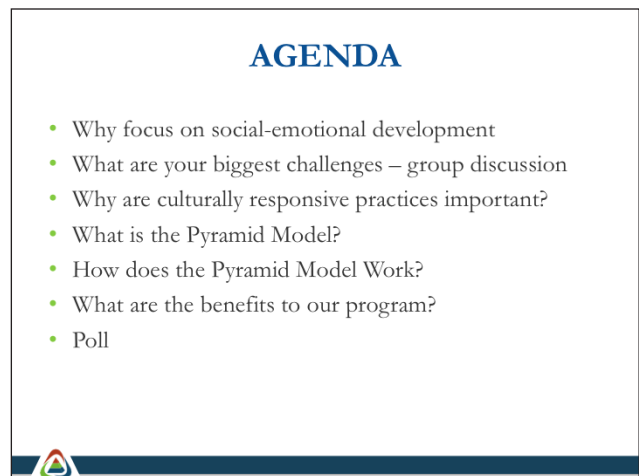 AGENDA
• Why focus on social-emotional development
• What are your biggest challenges – group discussion
• Why are culturally responsive practices important?
• What is the Pyramid Model?
• How does the Pyramid Model Work?
• What are the benefits to our program?
• Poll